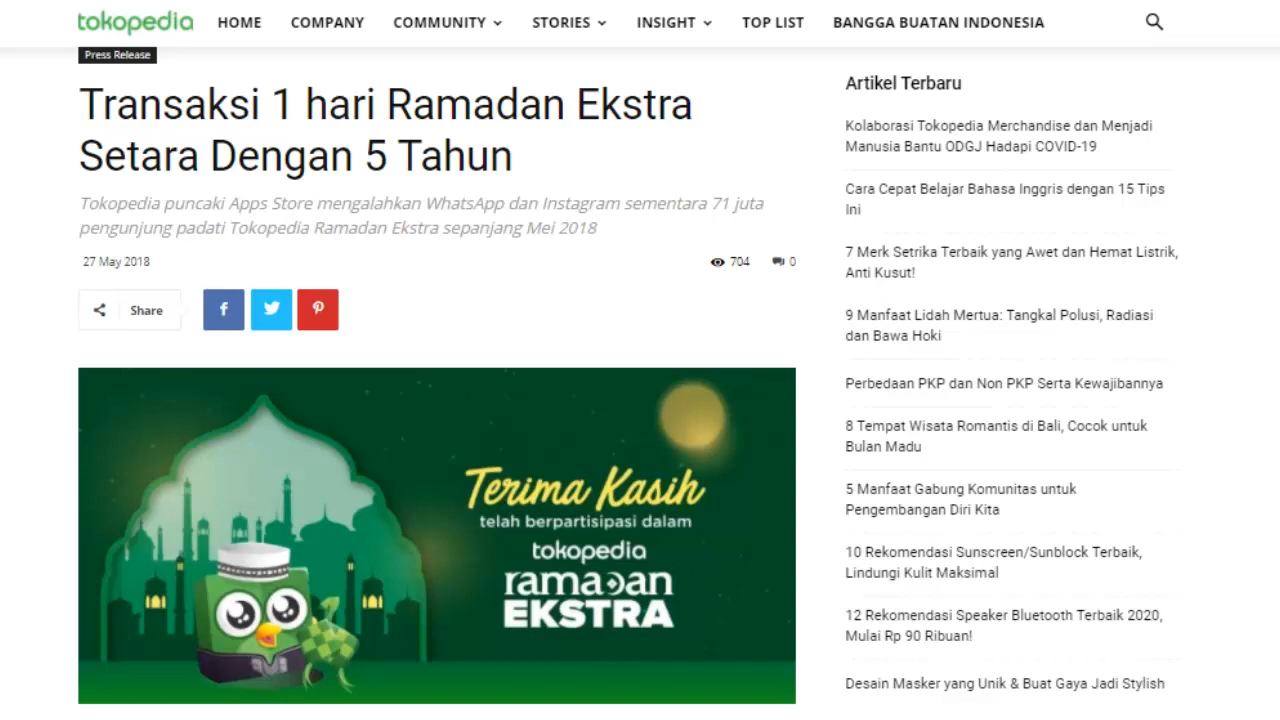 tokopedia HOME COMPANY COMMUNITY STORIES INSIGHT TOP LIST BANGGA BUATAN INDONESIA
Press Release
Transaksi 1 hari Ramadan Ekstra
Setara Dengan 5 Tahun
Tokopedia puncaki Apps Store mengalahkan WhatsApp dan Instagram sementara 71 juta
pengunjung padati Tokopedia Ramadan Ekstra sepanjang Mei 2018
27 May 2018 704 0
Share
Terima Kasih
telah berpartisipasi dalam
tokopedia
ramadan
EKSTRA
Artikel Terbaru
Kolaborasi Tokopedia Merchandise dan Menjadi
Manusia Bantu ODGJ Hadapi COVID-19
Cara Cepat Belajar Bahasa Inggris dengan 15 Tips
Ini
7 Merk Setrika Terbaik yang Awet dan Hemat Listrik,
Anti Kusut!
9 Manfaat Lidah Mertua: Tangkal Polusi, Radiasi
dan Bawa Hoki
Perbedaan PKP dan Non PKP Serta Kewajibannya
8 Tempat Wisata Romantis di Bali, Cocok untuk
Bulan Madu
5 Manfaat Gabung Komunitas untuk
Pengembangan Diri Kita
10 Rekomendasi Sunscreen/Sunblock Terbaik,
Lindungi Kulit Maksimal
12 Rekomendasi Speaker Bluetooth Terbaik 2020,
Mulai Rp 90 Ribuan!
Desain Masker yang Unik & Buat Gaya Jadi Stylish